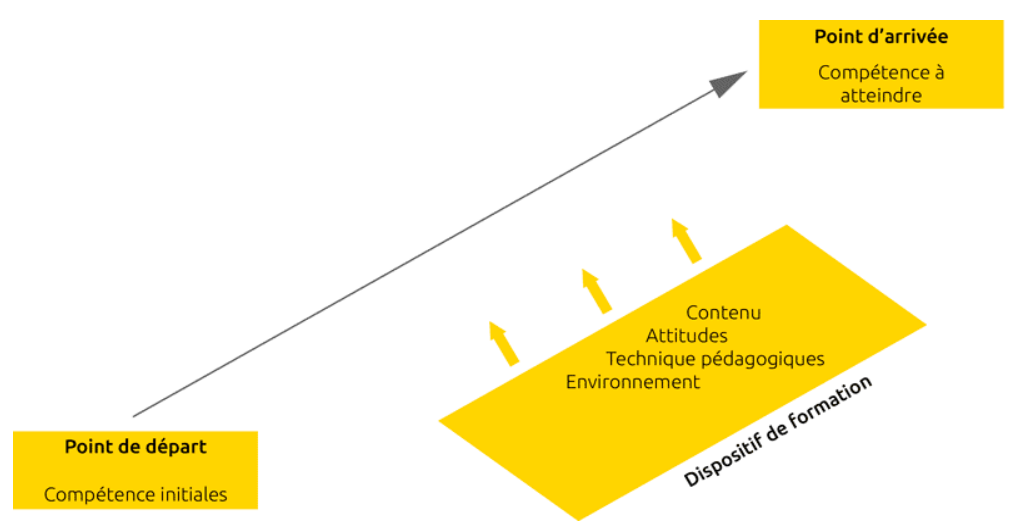 Point d'arrivée
Compétence à
atteindre
Contenu
Attitudes
Technique pédagogiques
Environnement
Dispositif de formation
Point de départ
Compétence initiales